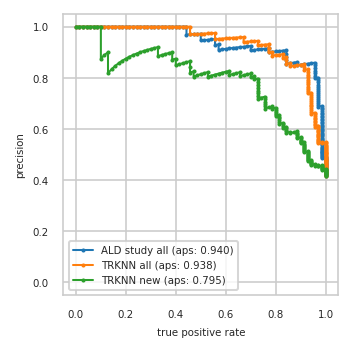 1.0
0.8
0.6
0.4
0.2
0.0
precision
ALD study all (aps: 0.940)
TRKNN all (aps: 0.938)
TRKNN new (aps: 0.795)
0.0 0.2 0.4 0.6 0.8 1.0
true positive rate